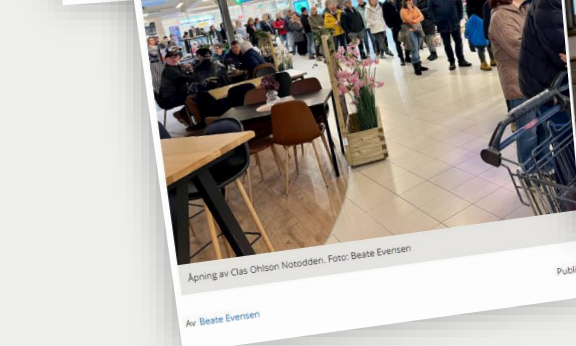 Åpning av Clas Ohlson Notodden. Foto: Beate Evensen
Publi
Av Beate Evensen